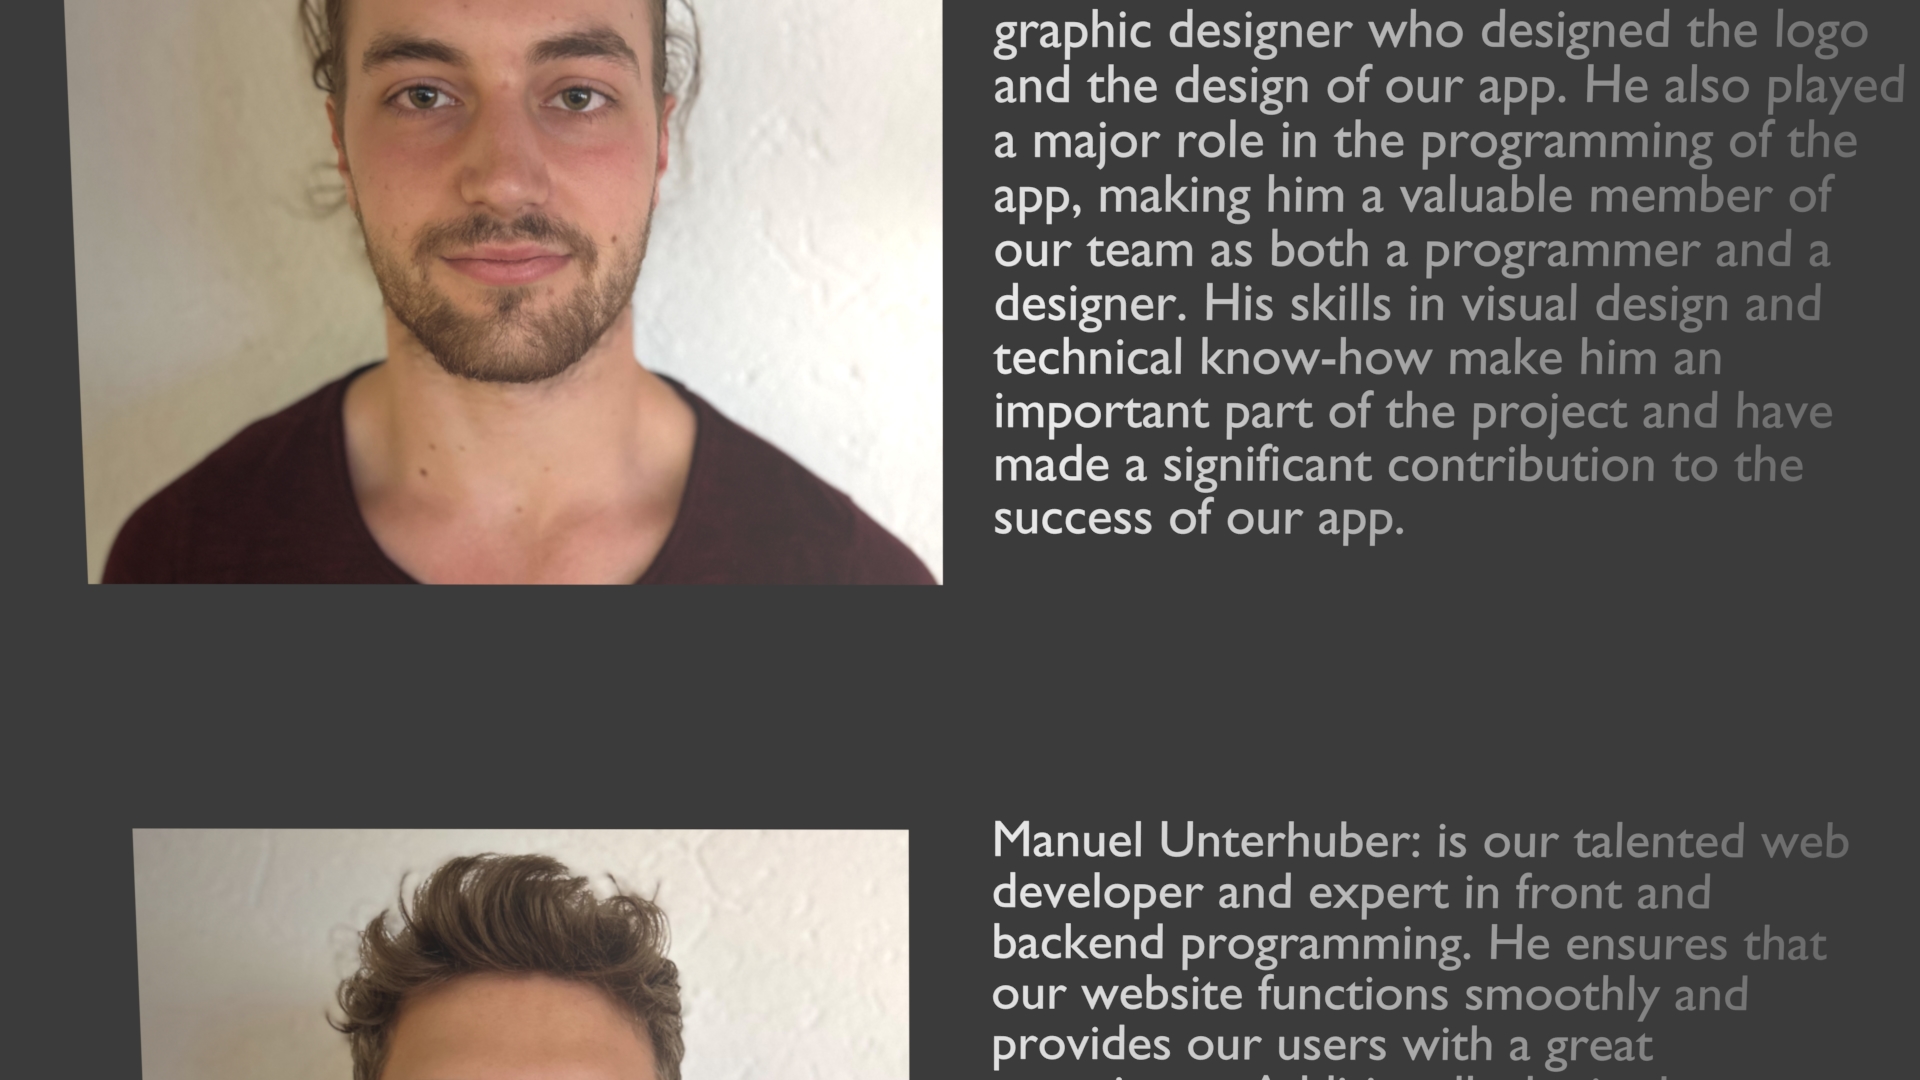 graphic designer who designed the logo
and the design of our app. He also played
a major role in the programming of the
app, making him a valuable member of
our team as both a programmer and a
designer. His skills in visual design and
technical know-how make him an
important part of the project and have
made a significant contribution to the
success of our app.
Manuel Unterhuber: is our talented web
developer and expert in front and
backend programming. He ensures that
our website functions smoothly and
provides our users with a great